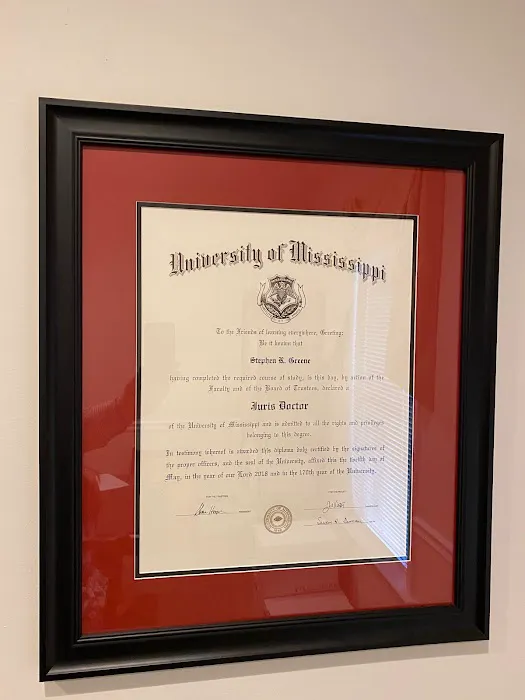 University of Mississippi
To the Friends of learning everywhere, Greeting:
Be it known that
Stephen R. Greene
having completed the required course of study, is this day, by action of the
Faculty and of the Board of Trustees, declared a
Juris Doctor
of the University of Mississippi and is admitted to all the rights and privileges
belonging to this degree.
In testimony whereof is awarded this diploma duly certified by the signatures of
the proper officers, and the seal of the University, affixed this the twelfth day of
May, in the year of our Lord 2018 and in the 170th year of the University.